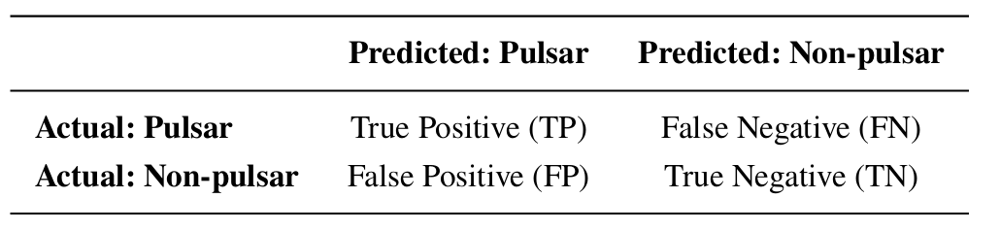 Predicted: Pulsar Predicted: Non-pulsar
Actual: Pulsar True Positive (TP) False Negative (FN)
Actual: Non-pulsar False Positive (FP) True Negative (TN)